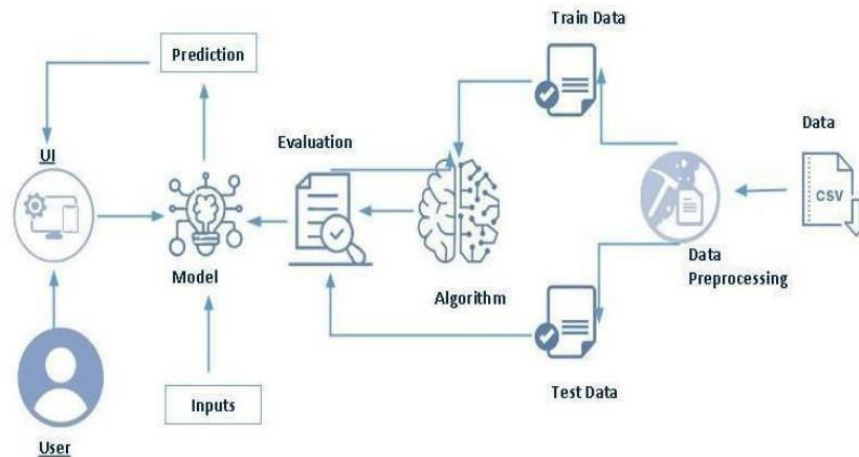 Train Data
Prediction
Data
Evaluation
UI
CSV
Model
Algorithm
Data
Preprocessing
Inputs
Test Data
User